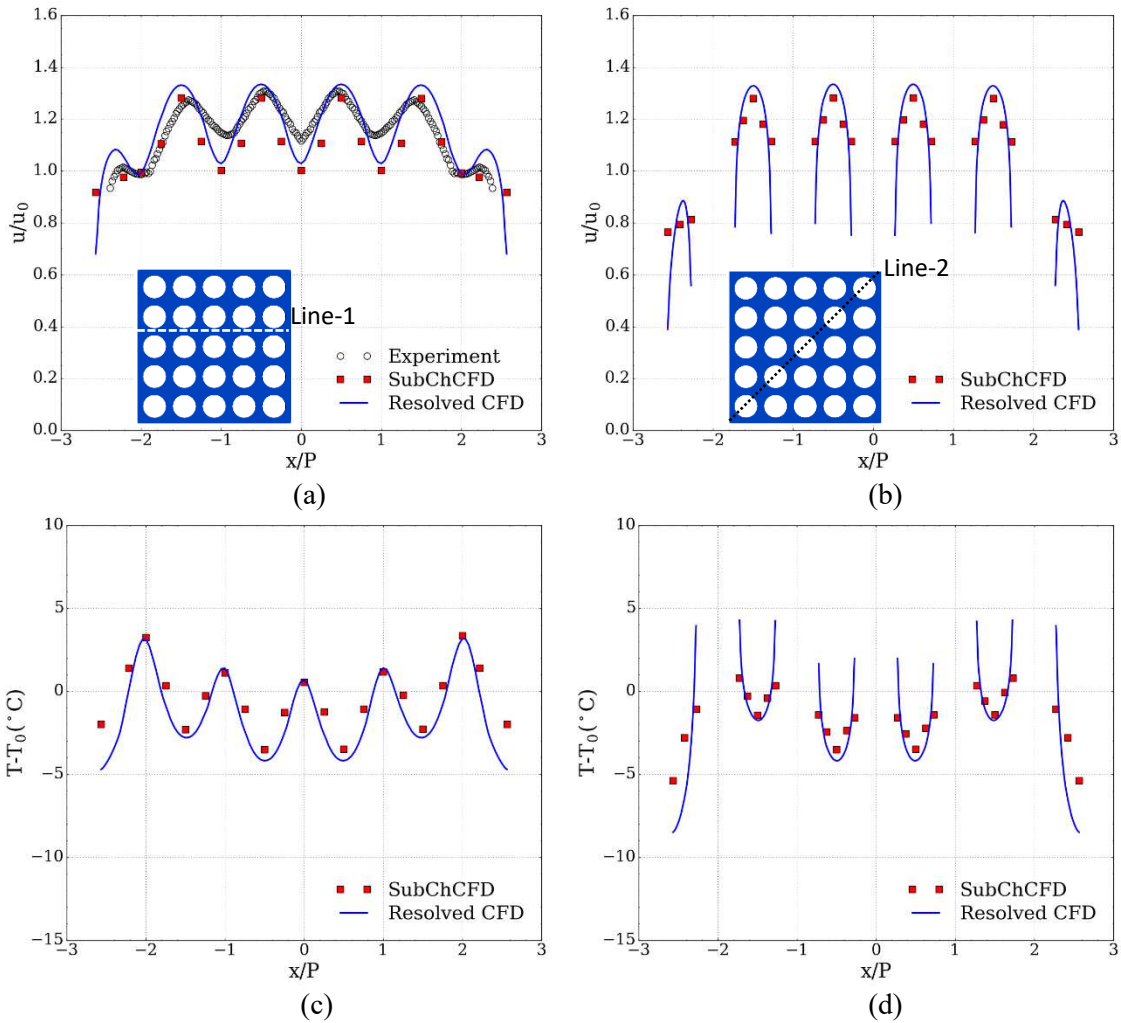 1.6
1.4
1.2
1.0
0.8
0.6
0.4
0.2
0.0
u/u0
Line-1
Experiment
SubChCFD
Resolved CFD
−3 −2 −1 0 1 2 3
x/P
(a)
1.6
1.4
1.2
1.0
0.8
0.6
0.4
0.2
0.0
u/u0
Line-2
SubChCFD
Resolved CFD
−3 −2 −1 0 1 2 3
x/P
(b)
10
5
0
−5
−10
−15
T-T0(°C)
SubChCFD
Resolved CFD
−3 −2 −1 0 1 2 3
x/P
(c)
10
5
0
−5
−10
−15
T-T0(°C)
SubChCFD
Resolved CFD
−3 −2 −1 0 1 2 3
x/P
(d)